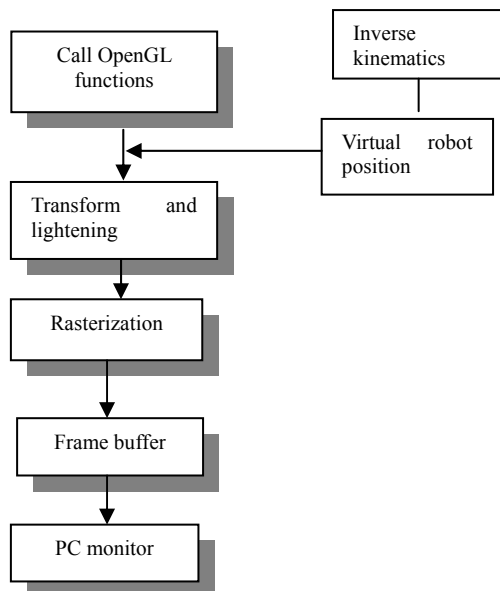 Call OpenGL
functions
Inverse
kinematics
Virtual robot
position
Transform and
lightening
Rasterization
Frame buffer
PC monitor